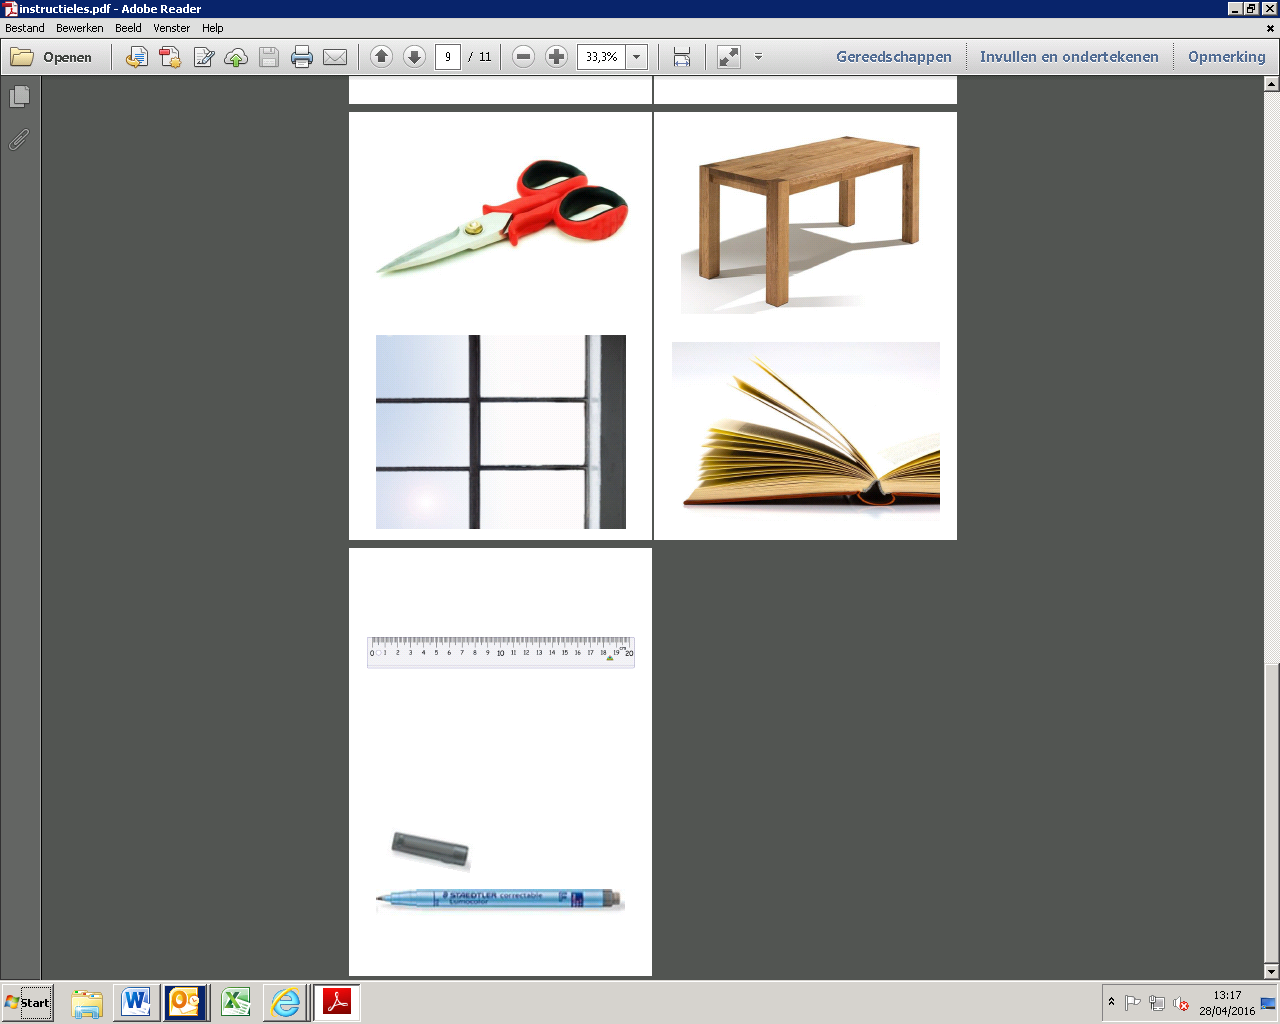 instructieles.pdf - Adobe Reader
Bestand Bewerken Beeld Venster Help
Openen 9 / 11 33,3% Gereedschappen Invullen en ondertekenen Opmerking
cm
0 1 2 3 4 5 6 7 8 9 10 11 12 13 14 15 16 17 18 19 20
STAEDTLER correctable
Lumocolor
Start 13:17
28/04/2016